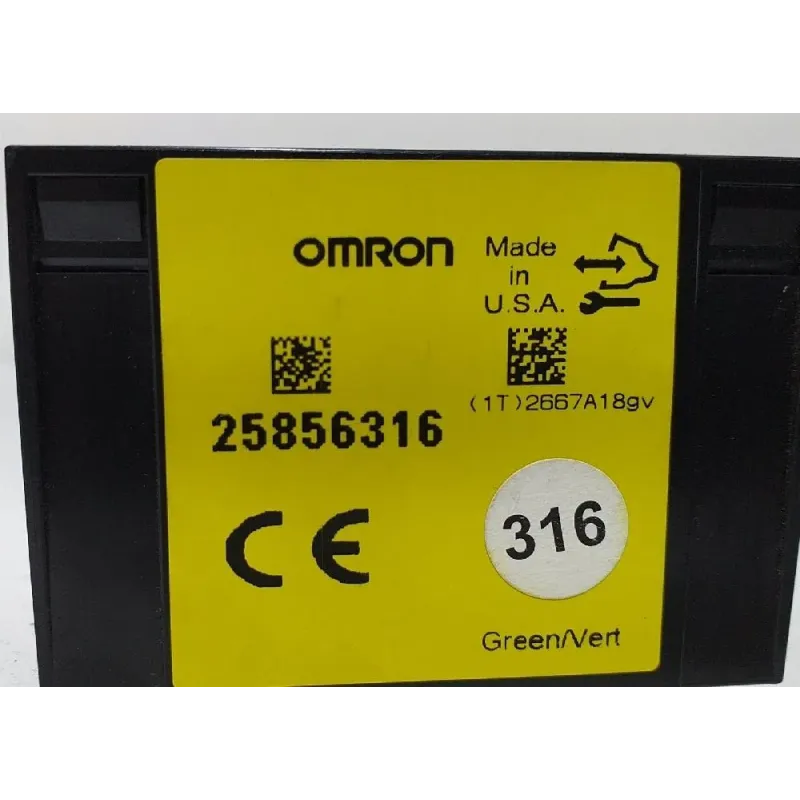 OMRON
Made
in
U.S.A.
25856316
(1T)2667A18gv
CE
316
Green/Vert